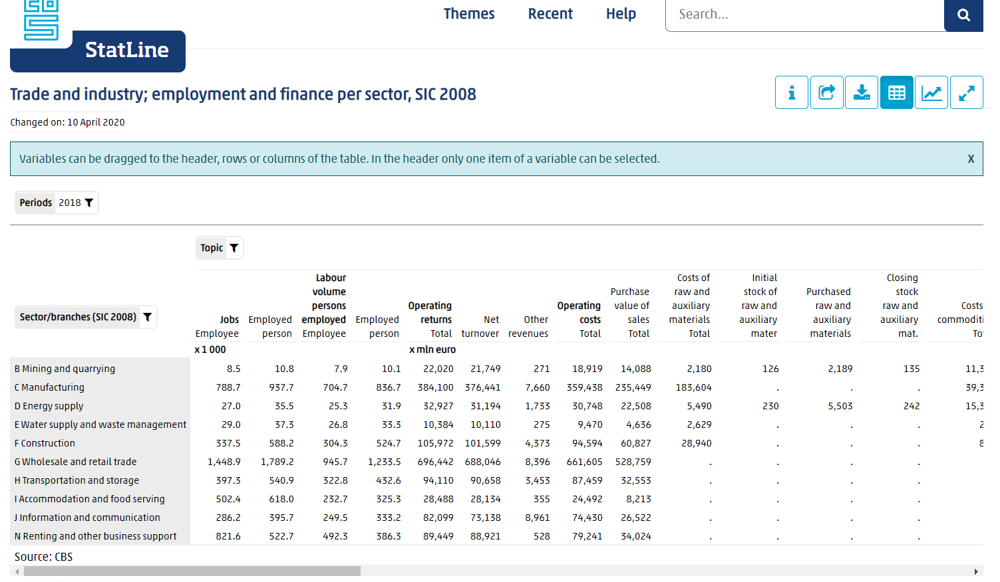 Themes Recent Help Search...
StatLine
Trade and industry; employment and finance per sector, SIC 2008
Changed on: 10 April 2020
Variables can be dragged to the header, rows or columns of the table. In the header only one item of a variable can be selected. X
Periods 2018
Topic
Labour Costs of Initial Closing
volume Purchase raw and stock of Purchased stock
persons Operating Operating value of auxiliary raw and raw and raw and Costs
Sector/branches (SIC 2008) Jobs Employed employed Employed returns Net Other costs sales materials auxiliary auxiliary auxiliary commoditi
Employee person Employee person Total turnover revenues Total Total Total mater materials mat. To
x 1 000 x mln euro
B Mining and quarrying 8.5 10.8 7.9 10.1 22,020 21,749 271 18,919 14,088 2,180 126 2,189 135 11,3
C Manufacturing 788.7 937.7 704.7 836.7 384,100 376,441 7,660 359,438 235,449 183,604 . . . 39,3
D Energy supply 27.0 35.5 25.3 31.9 32,927 31,194 1,733 30,748 22,508 5,490 230 5,503 242 15,3
E Water supply and waste management 29.0 37.3 26.8 33.3 10,384 10,110 275 9,470 4,636 2,629 . . . 2
F Construction 337.5 588.2 304.3 524.7 105,972 101,599 4,373 94,594 60,827 28,940 . . . 8
G Wholesale and retail trade 1,448.9 1,789.2 945.7 1,233.5 696,442 688,046 8,396 661,605 528,759 . . . .
H Transportation and storage 397.3 540.9 322.8 432.6 94,110 90,658 3,453 87,459 32,553 . . . .
I Accommodation and food serving 502.4 618.0 232.7 325.3 28,488 28,134 355 24,492 8,213 . . . .
J Information and communication 286.2 395.7 249.5 333.2 82,099 73,138 8,961 74,430 26,522 . . . .
N Renting and other business support 821.6 522.7 492.3 386.3 89,449 88,921 528 79,241 34,024 . . . .
Source: CBS